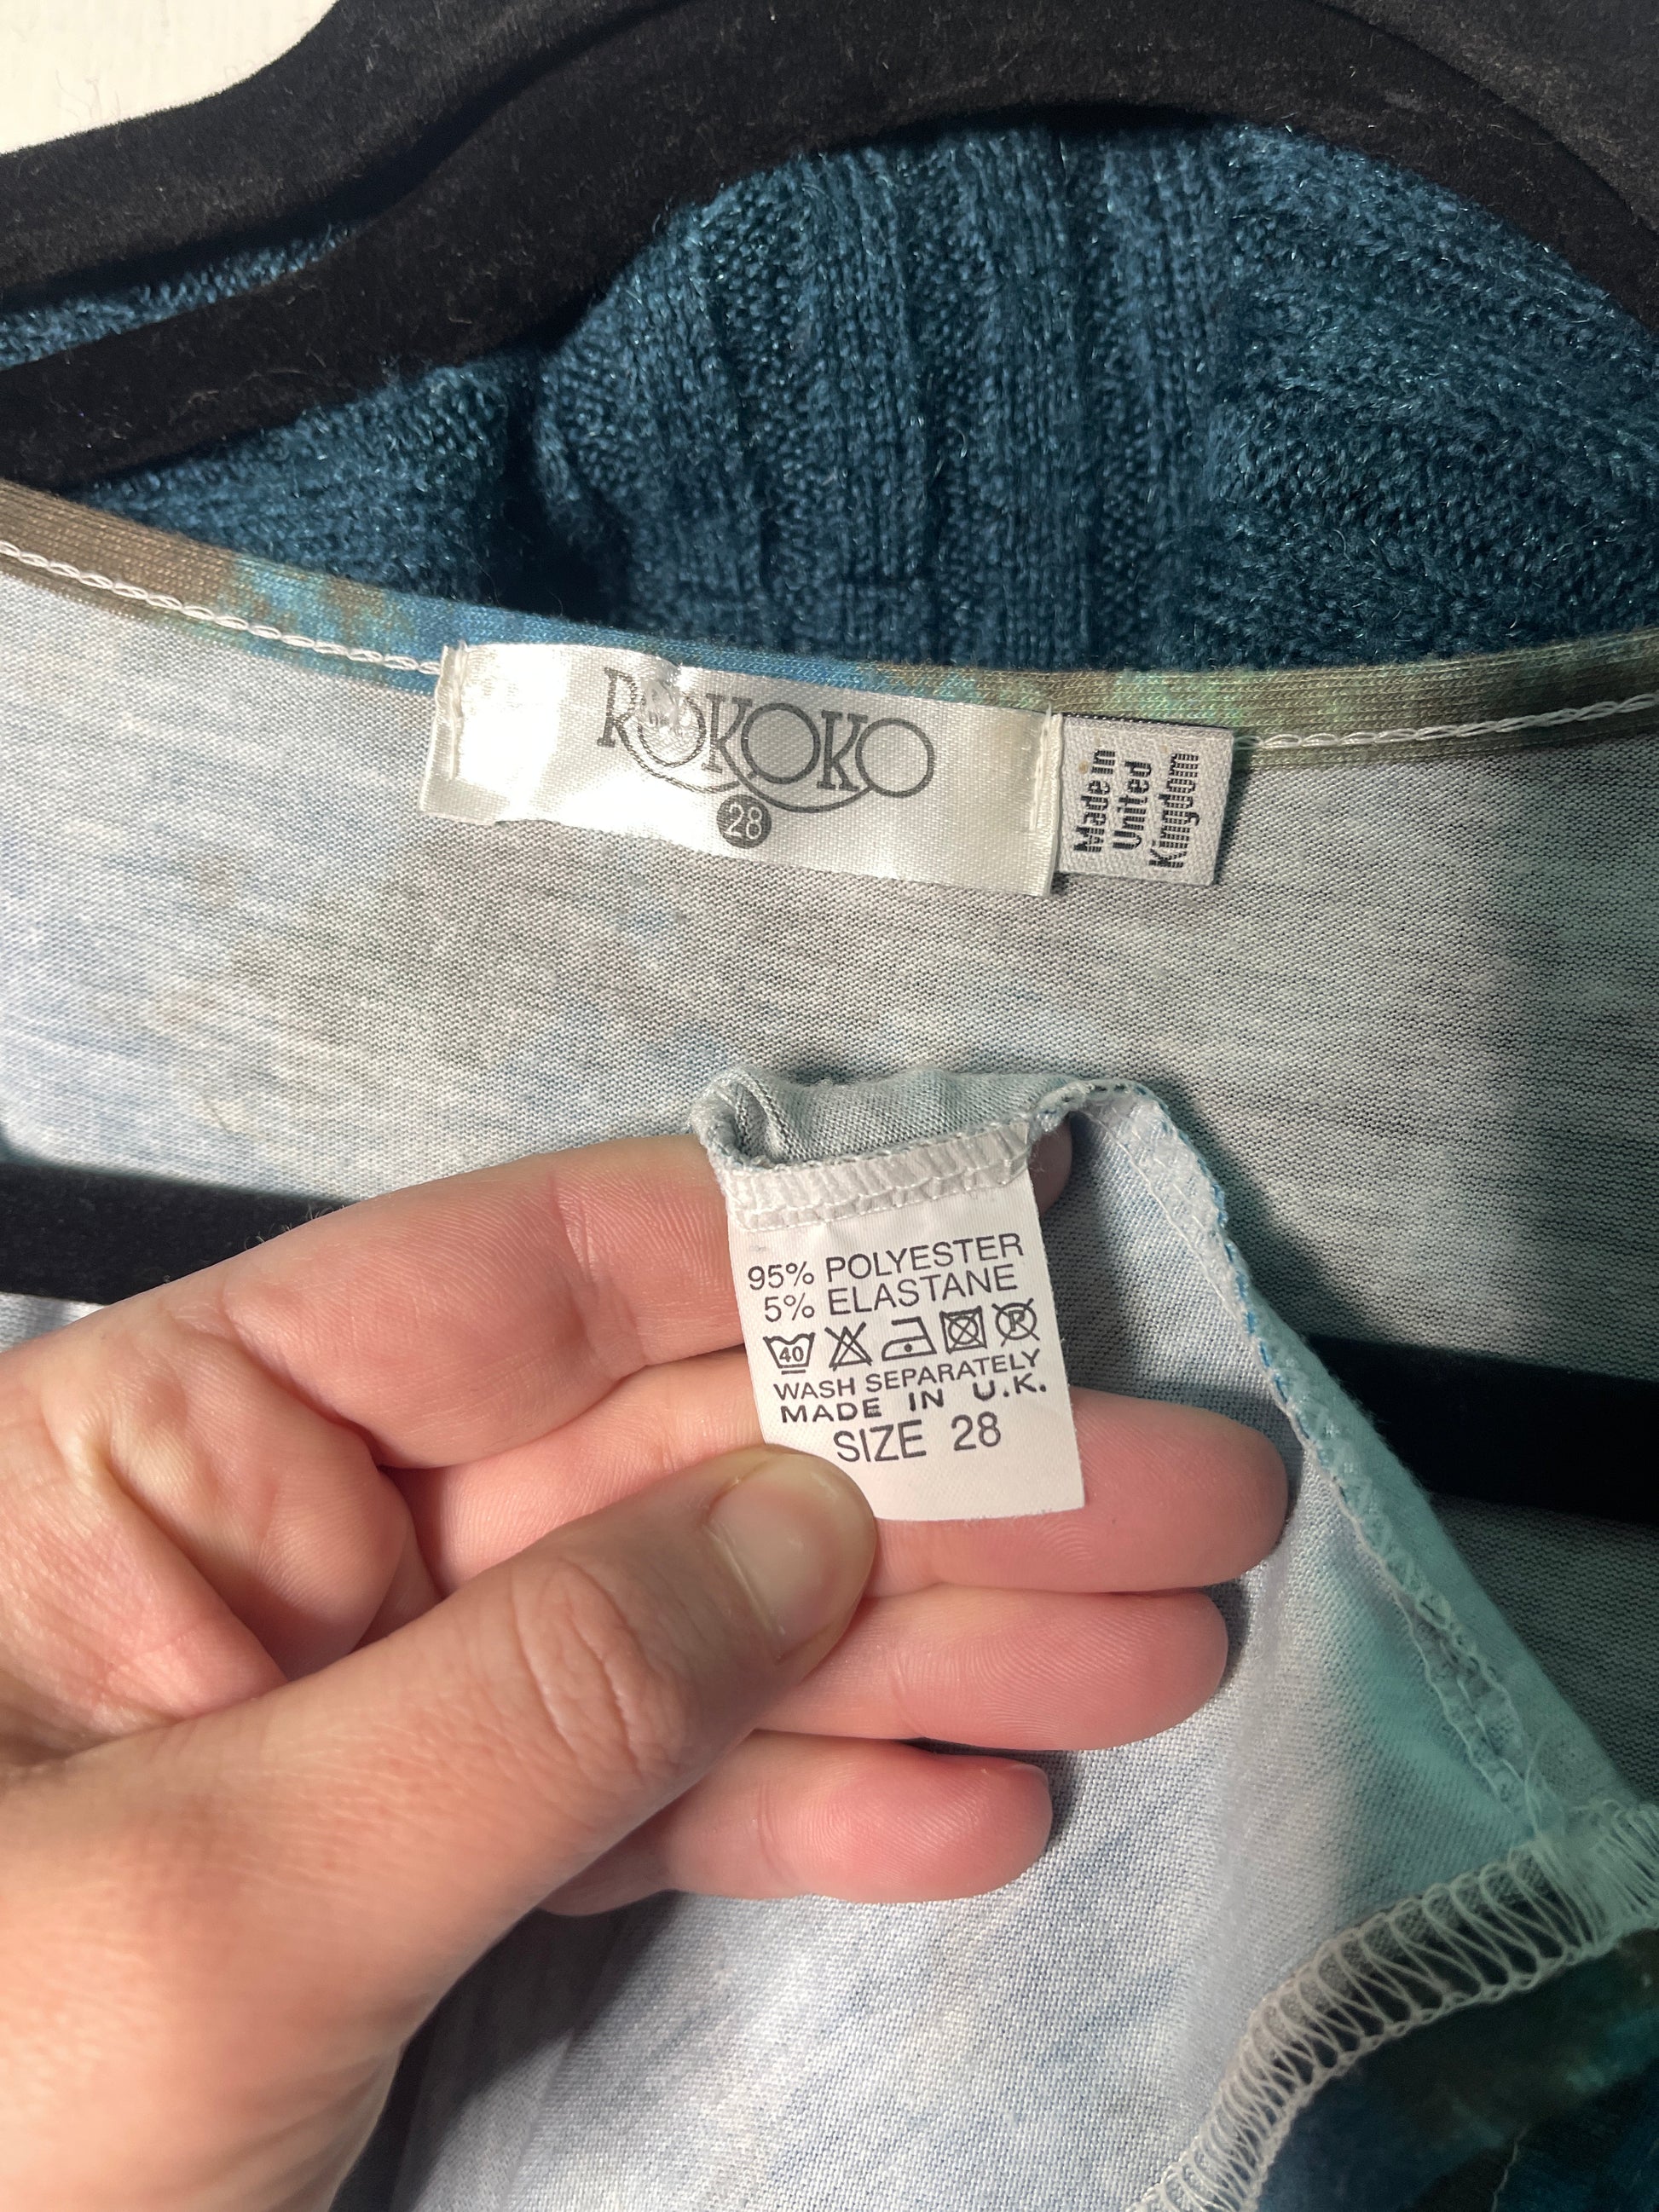 ROKOKO
28
Made in
United
Kingdom
95% POLYESTER
5% ELASTANE
40 P
WASH SEPARATELY
MADE IN U.K.
SIZE 28